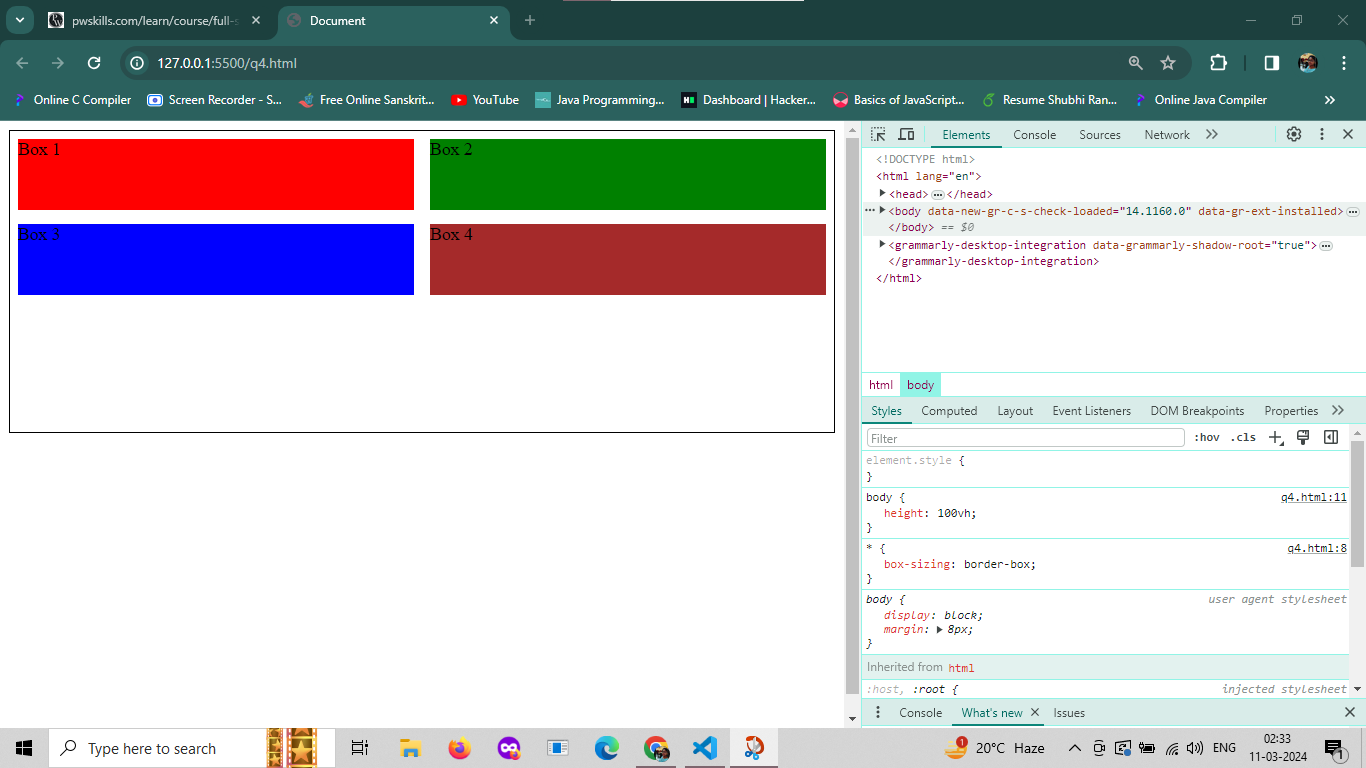 pwskills.com/learn/course/full-s
Document
127.0.0.1:5500/q4.html
Online C Compiler
Screen Recorder - S...
Free Online Sanskrit...
YouTube
Java Programming...
Dashboard | Hacker...
Basics of JavaScript...
Resume Shubhi Ran...
Online Java Compiler
Box 1
Box 2
Box 3
Box 4
Elements Console Sources Network
<!DOCTYPE html>
<html lang="en">
<head> ... </head>
<body data-new-gr-c-s-check-loaded="14.1160.0" data-gr-ext-installed> ...
</body> == $0
<grammarly-desktop-integration data-grammarly-shadow-root="true"> ...
</grammarly-desktop-integration>
</html>
html body
Styles Computed Layout Event Listeners DOM Breakpoints Properties
Filter :hov .cls
element.style {
}
body { q4.html:11
height: 100vh;
}
* { q4.html:8
box-sizing: border-box;
}
body { user agent stylesheet
display: block;
margin: 8px;
}
Inherited from html
:host, :root { injected stylesheet
Console What's new Issues
Type here to search
1
20°C Haze
ENG
02:33
11-03-2024
1